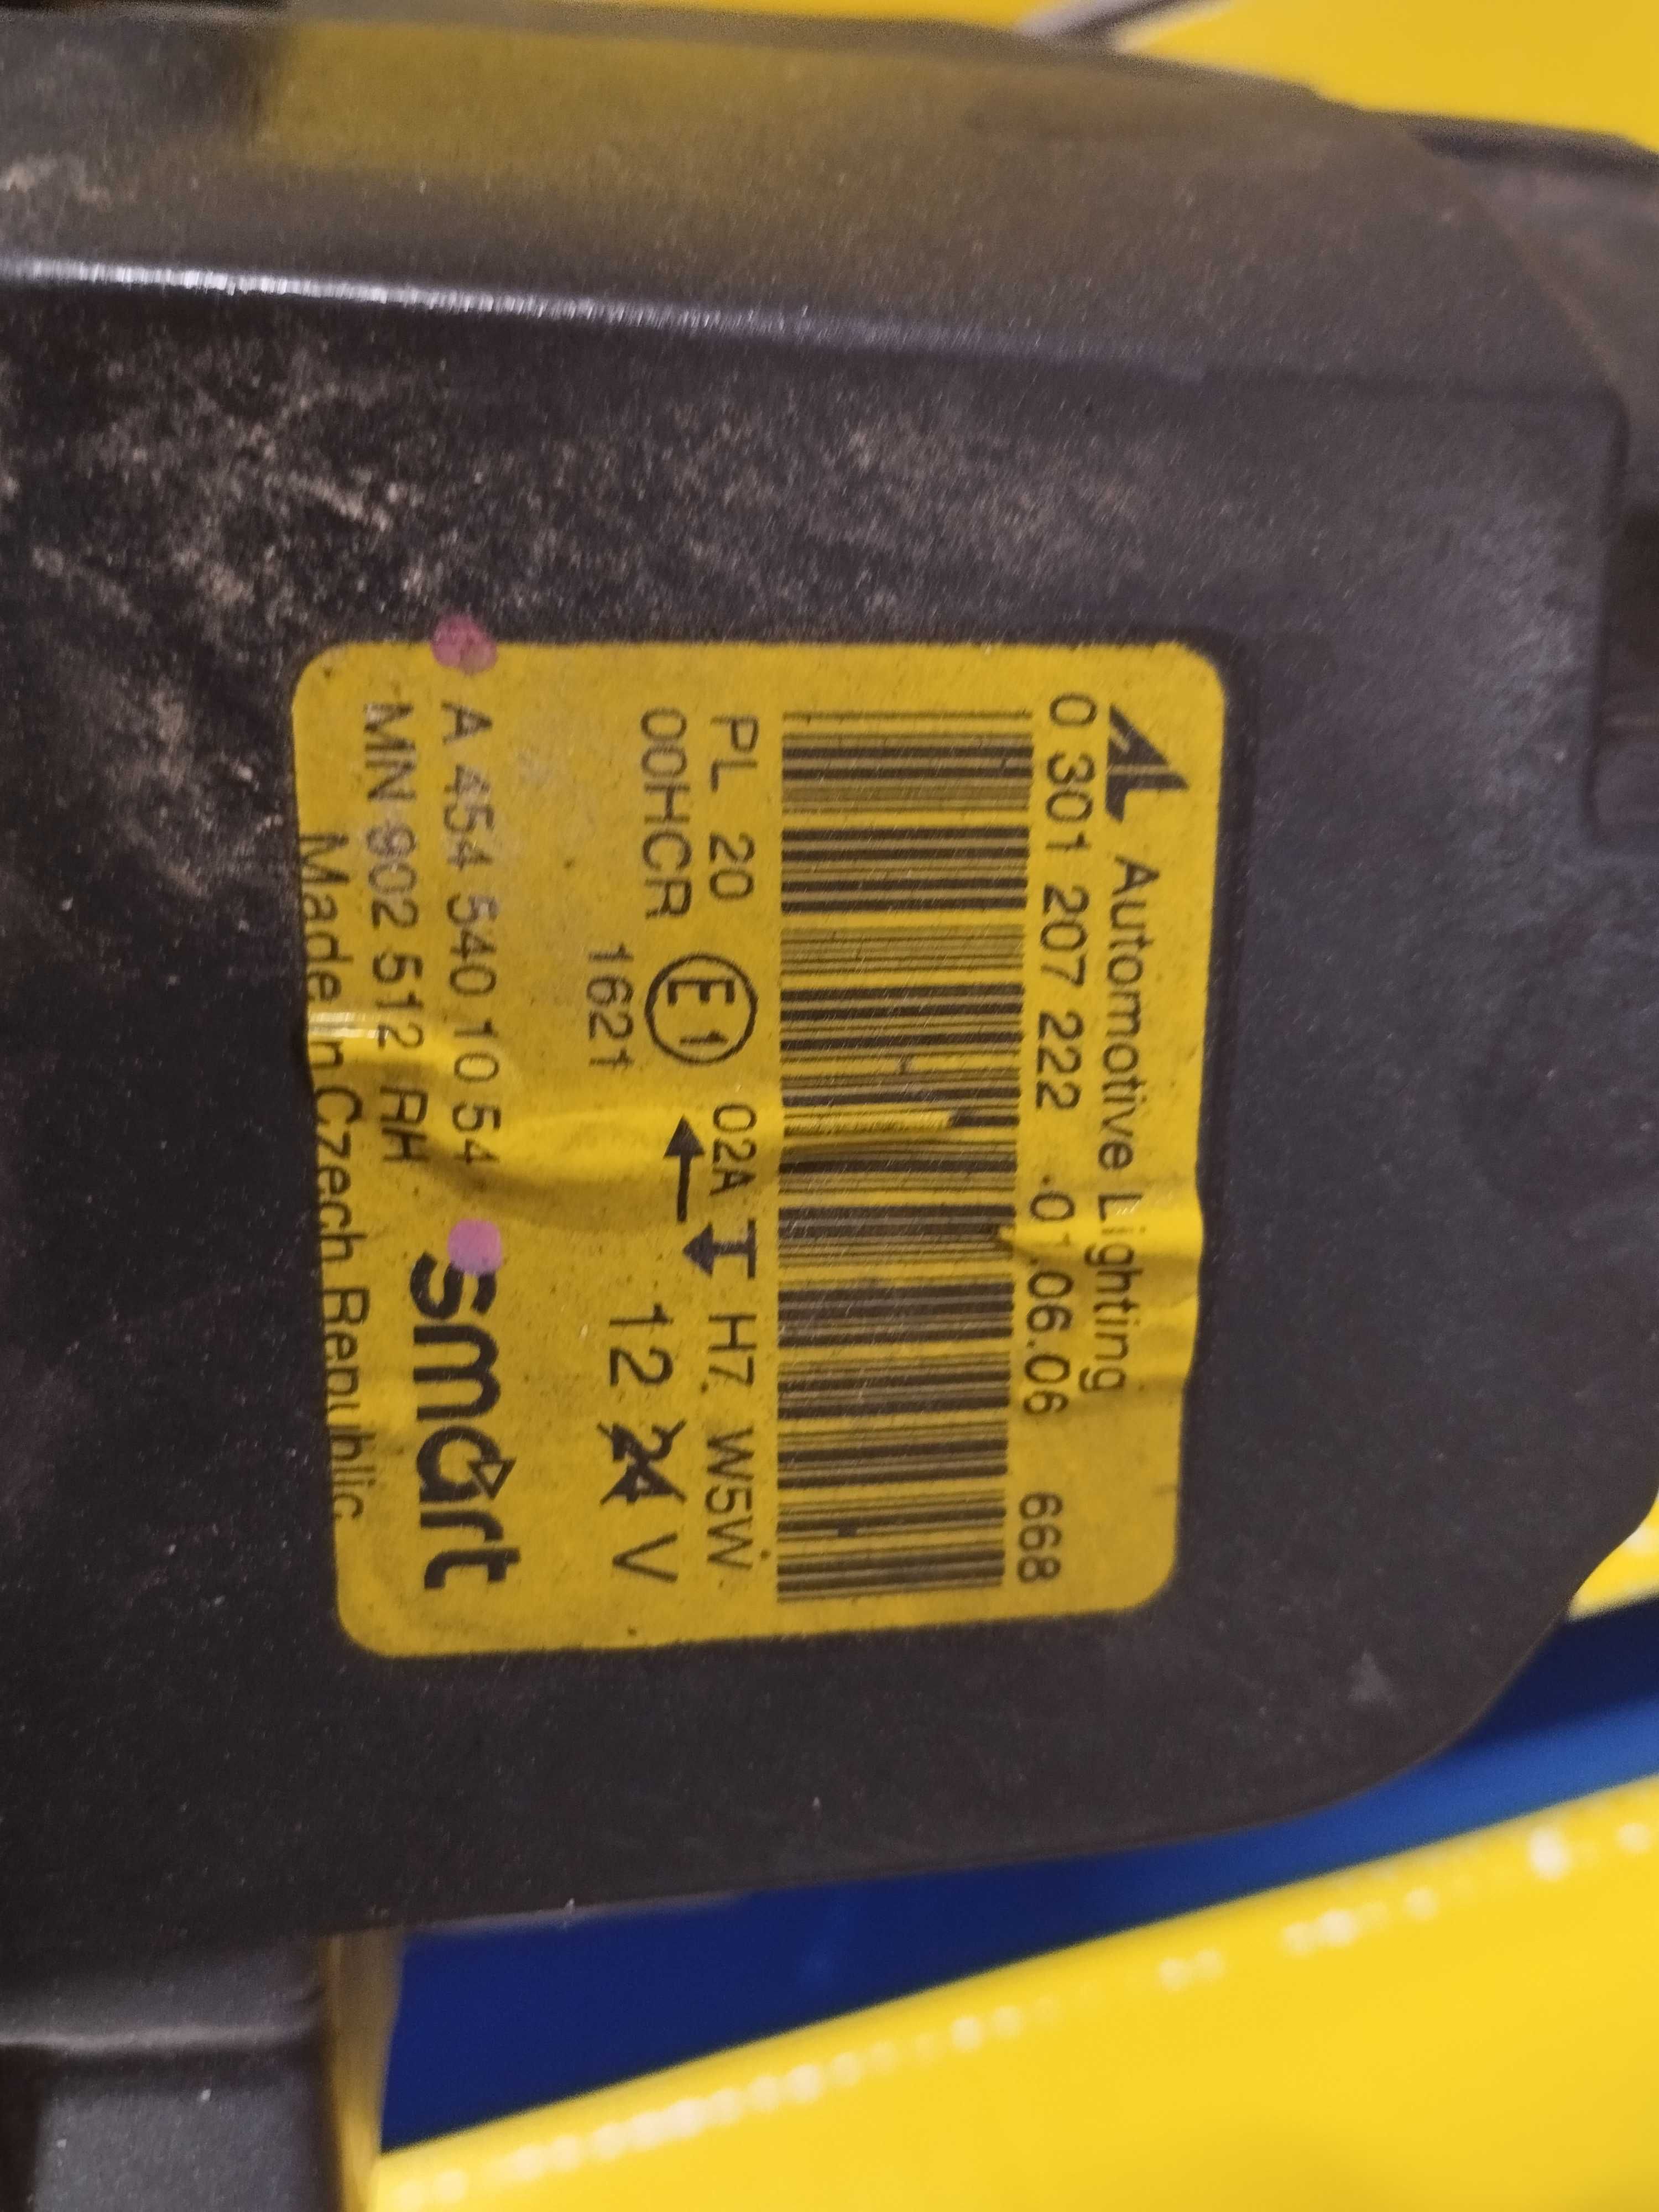 AL Automotive Lighting
0 301 207 222 01.06.06 668
PL 20 02A H7. W5W
00HCR E1
1621 12 24 V
A 454 540 10 54
MN 902 512 RH smart
Made in Czech Republic